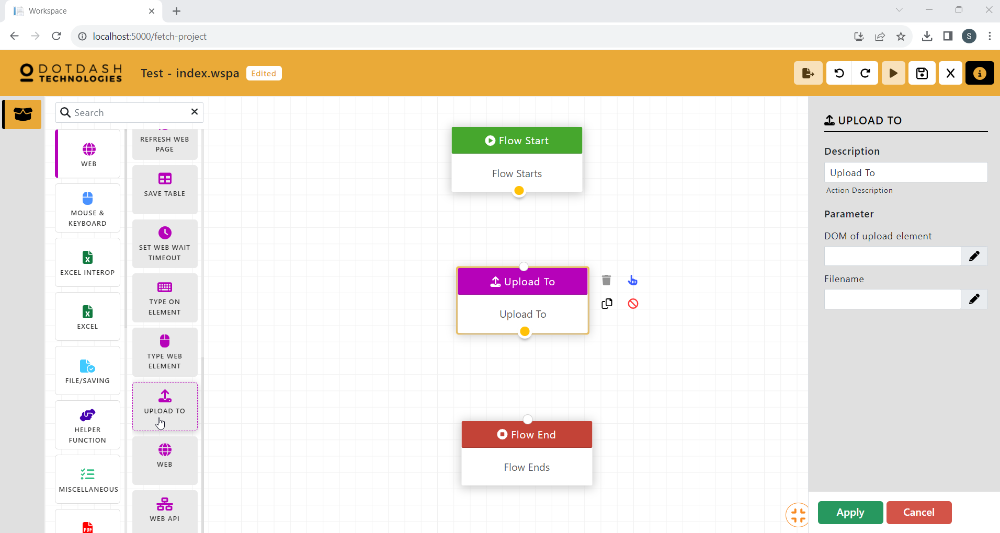 Workspace
localhost:5000/fetch-project
S
DOTDASH
TECHNOLOGIES
Test - index.wspa
Edited
Search
WEB
MOUSE &
KEYBOARD
EXCEL INTEROP
EXCEL
FILE/SAVING
HELPER
FUNCTION
MISCELLANEOUS
PDF
REFRESH WEB
PAGE
SAVE TABLE
SET WEB WAIT
TIMEOUT
TYPE ON
ELEMENT
TYPE WEB
ELEMENT
UPLOAD TO
WEB
WEB API
Flow Start
Flow Starts
Upload To
Upload To
Flow End
Flow Ends
UPLOAD TO
Description
Upload To
Action Description
Parameter
DOM of upload element
Filename
Apply
Cancel